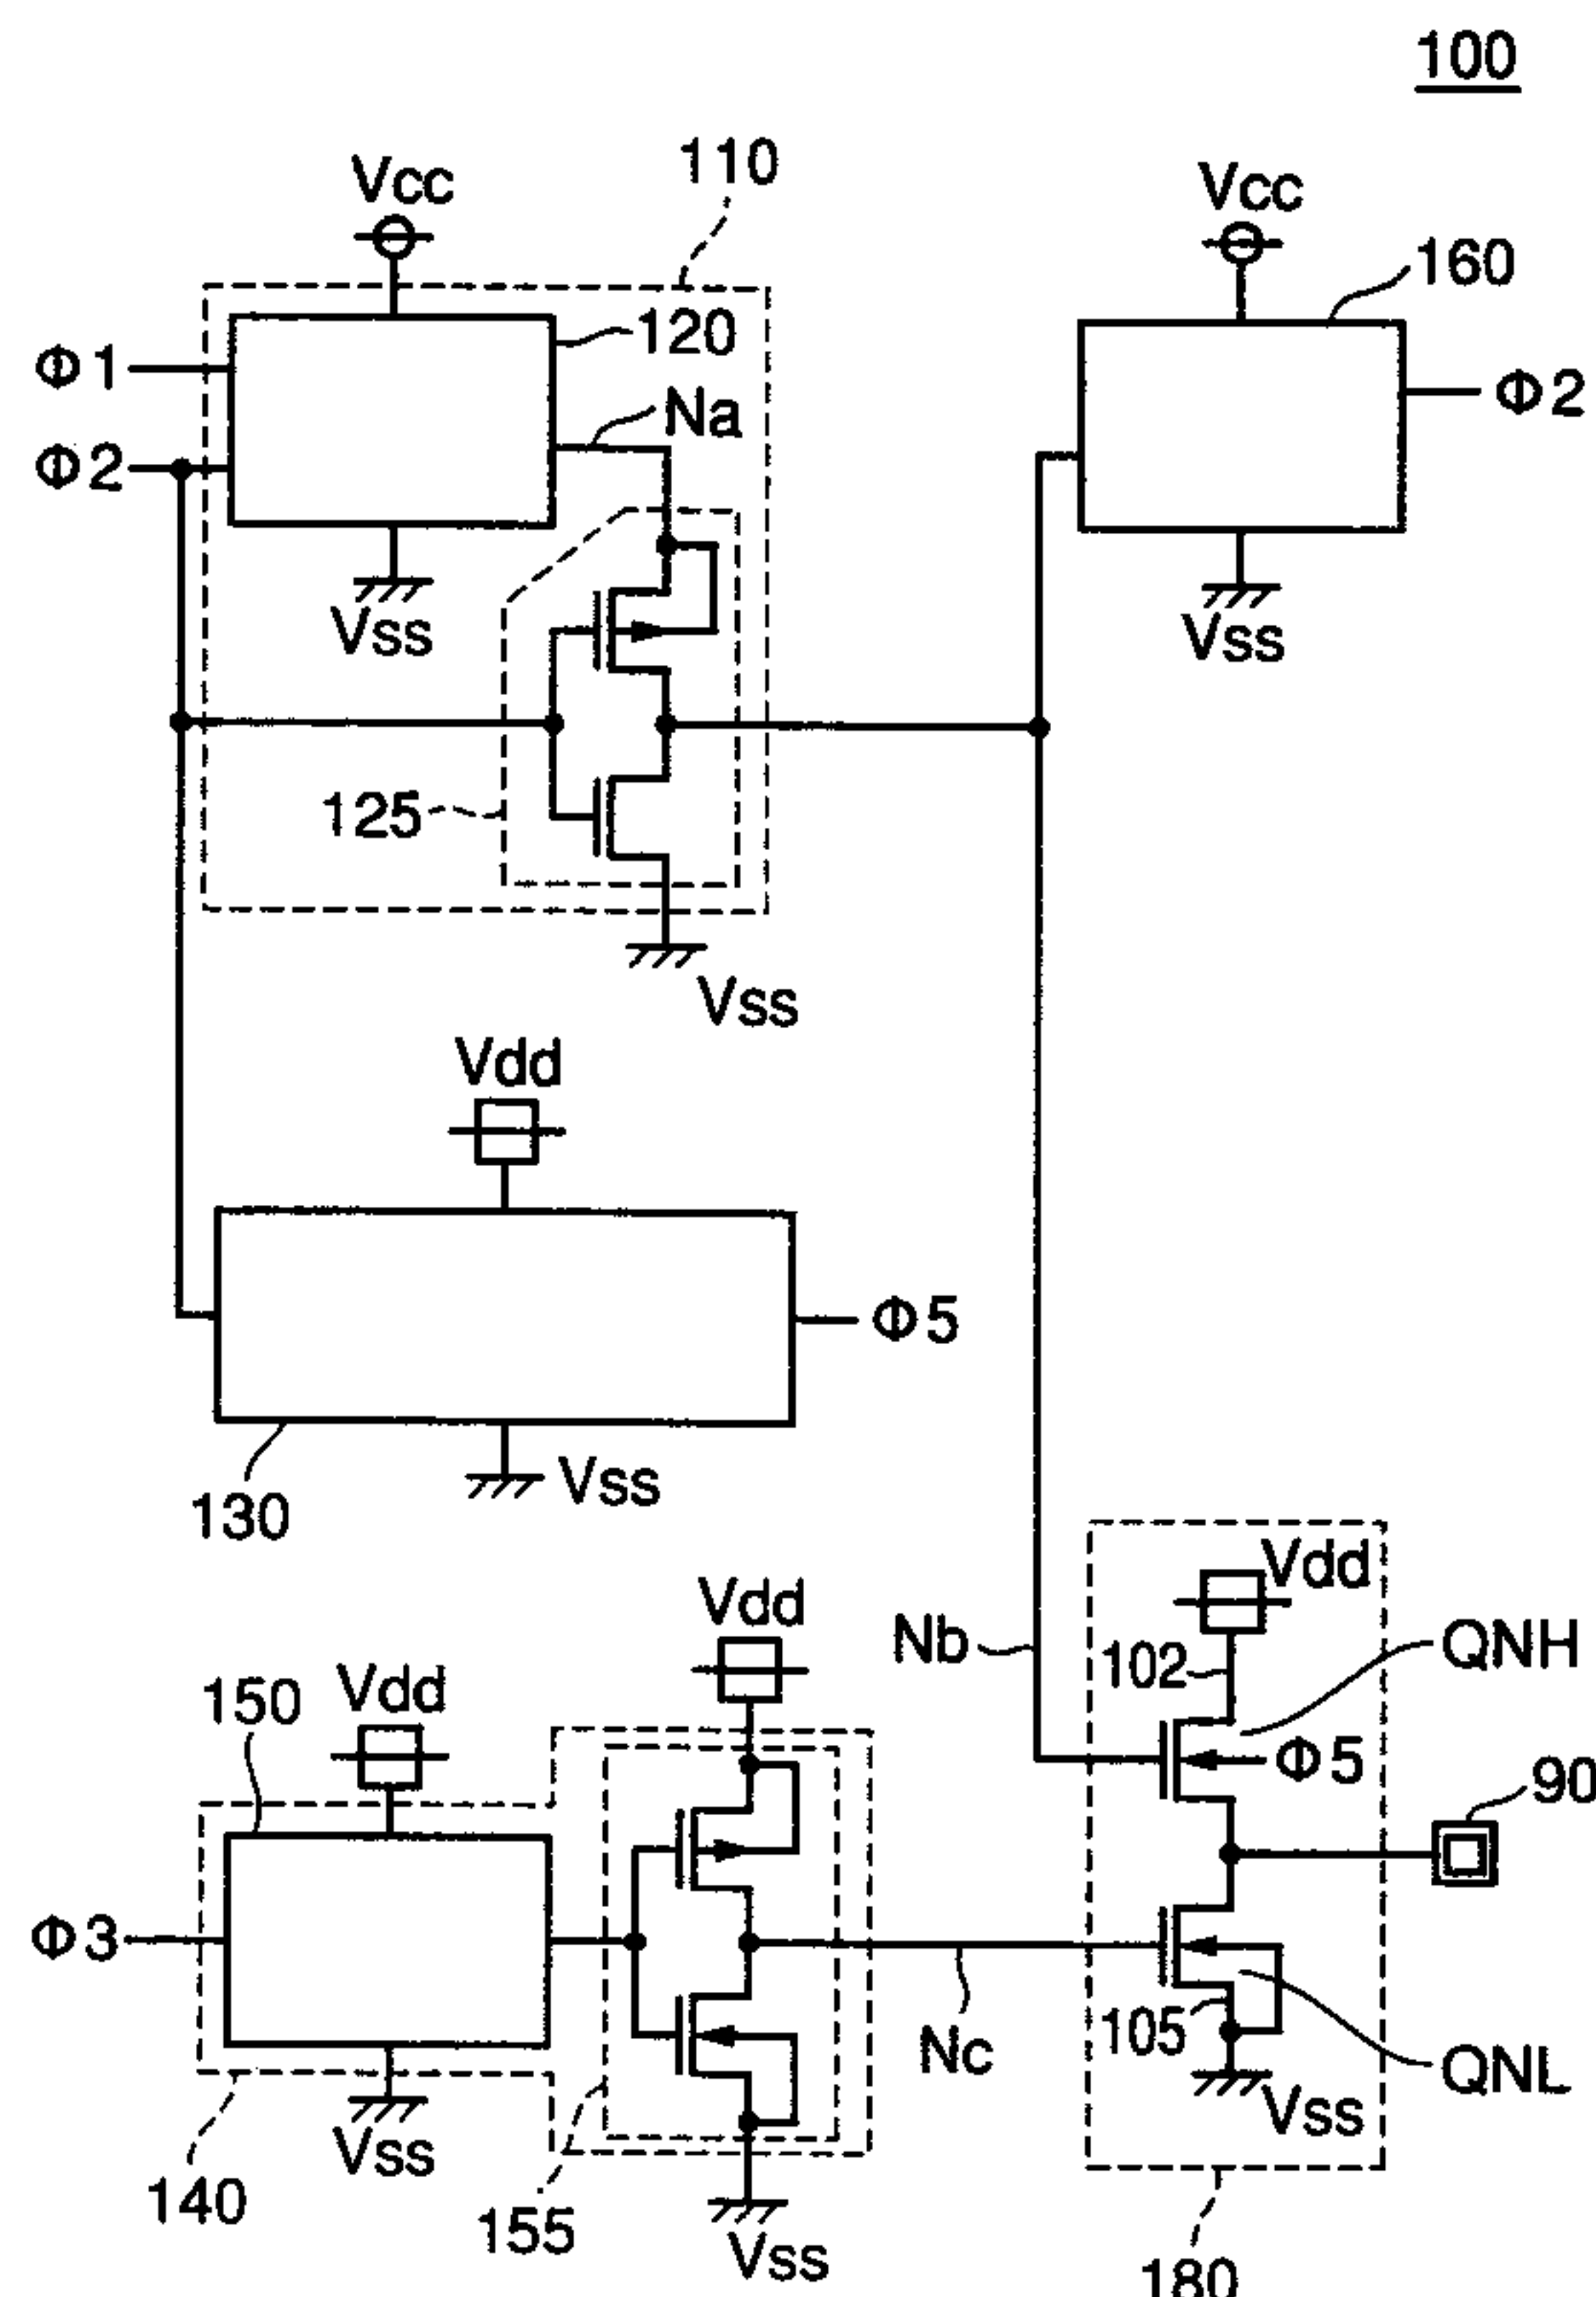 100
Vcc
110
Vcc
160
Φ1
120
Φ2
Na
Φ2
Vss
Vss
125
Vss
Vdd
Φ5
Vss
130
Vdd
Vdd
QNH
Nb
102
150
Vdd
Φ5
90
Φ3
105
Nc
QNL
Vss
Vss
140
155
Vss
180